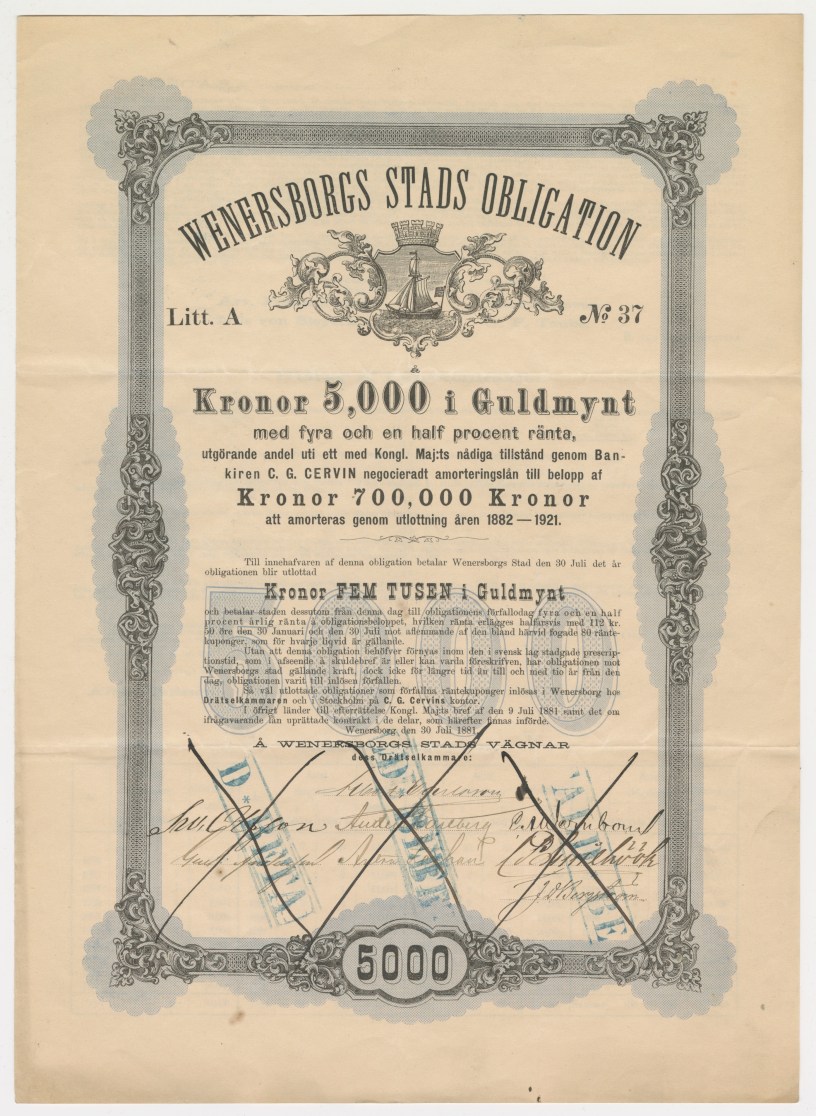 WENERSBORGS STADS OBLIGATION
Litt. A № 37
Å
Kronor 5,000 i Guldmynt
med fyra och en half procent ränta,
utgörande andel uti ett med Kongl. Maj:ts nådiga tillstånd genom Ban-
kiren C. G. CERVIN negocieradt amorteringslån till belopp af
Kronor 700,000 Kronor
att amorteras genom utlottning åren 1882—1921.
Till innehafvaren af denna obligation betalar Wenersborgs Stad den 30 Juli det år
obligationen blir utlottad
Kronor FEM TUSEN i Guldmynt
och betalar staden dessutom från denna dag till obligationens förfallodag fyra och en half
procent årlig ränta å obligationsbeloppet, hvilken ränta erlägges halfårsvis med 112 kr.
50 öre den 30 Januari och den 30 Juli mot aflemnande af den bland härvid fogade 80 ränte-
kuponger, som för hvarje liqvid är gällande.
Utan att denna obligation behöfver förnyas inom den i svensk lag stadgade prescrip-
tionstid, som i afseende å skuldebref är eller kan varda föreskrifven, har obligationen mot
Wenersborgs stad gällande kraft, dock icke för längre tid än till och med tio år från den
dag, obligationen varit till inlösen förfallen.
Så väl utlottade obligationer som förfallna räntekuponger inlösas i Wenersborg hos
Drätselkammaren och i Stockholm på C. G. Cervins kontor.
I öfrigt länder till efterrättelse Kongl. Maj:ts bref af den 9 Juli 1881 samt det om
ifrågavarande lån upprättade kontrakt i de delar, som härefter finnas införde.
Wenersborg den 30 Juli 1881.
Å WENERSBORGS STADS VÄGNAR
dess Drätselkammare:
5000